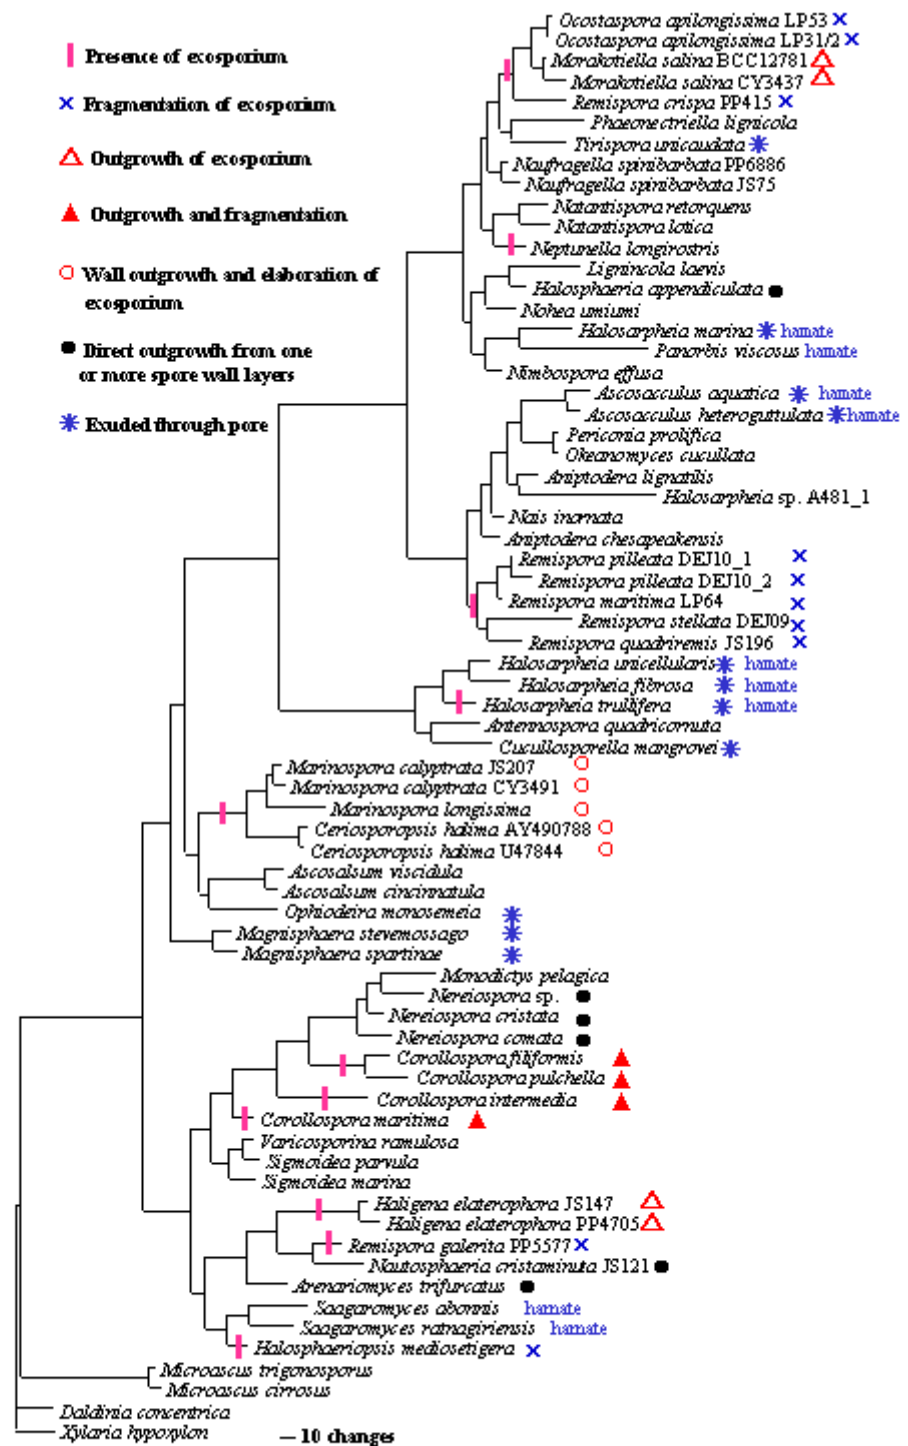 Presence of exosporium
Fragmentation of exosporium
Outgrowth of exosporium
Outgrowth and fragmentation
Wall outgrowth and elaboration of
exosporium
Direct outgrowth from one
or more spore wall layers
Exuded through pore
Ocostaspora apilongissima LP53
Ocostaspora apilongissima LP31/2
Morakotiella salina BCC12781
Morakotiella salina CY3437
Remispora crispa PP415
Phaeonectriella lignicola
Tirispora unicaudata
Naufragella spinibarbata PP6886
Naufragella spinibarbata JS75
Natantispora retorquens
Natantispora lotica
Neptunella longirostris
Lignincola laevis
Halosphaeria appendiculata
Nohea umiumi
Halosarpheia marina hamate
Panorbis viscosus hamate
Nimbospora effusa
Ascosacculus aquatica hamate
Ascosacculus heteroguttulata hamate
Periconia prolifica
Okeanomyces cucullata
Aniptodera lignatilis
Halosarpheia sp. A481_1
Nais inornata
Aniptodera chesapeakensis
Remispora pilleata DEJ10_1
Remispora pilleata DEJ10_2
Remispora maritima LP64
Remispora stellata DEJ09
Remispora quadriremis JS196
Halosarpheia unicellularis hamate
Halosarpheia fibrosa hamate
Halosarpheia trullifera hamate
Antennospora quadricornuta
Cucullosporella mangrovei
Marinospora calyptrata JS207
Marinospora calyptrata CY3491
Marinospora longissima
Ceriosporopsis halima AY490788
Ceriosporopsis halima U47844
Ascosalsum viscidula
Ascosalsum cincinnatula
Ophiodeira monosemeia
Magnisphaera stevemossago
Magnisphaera spartinae
Monodictys pelagica
Nereiospora sp.
Nereiospora cristata
Nereiospora comata
Corollospora filiformis
Corollospora pulchella
Corollospora intermedia
Corollospora maritima
Varicosporina ramulosa
Sigmoidea parvula
Sigmoidea marina
Haligena elaterophora JS147
Haligena elaterophora PP4705
Remispora galerita PP5577
Nautosphaeria cristaminuta JS121
Arenariomyces trifurcatus
Saagaromyces abonnis hamate
Saagaromyces ratnagiriensis hamate
Halosphaeriopsis mediosetigera
Microascus trigonosporus
Microascus cirrosus
Daldinia concentrica
Xylaria hypoxylon
10 changes